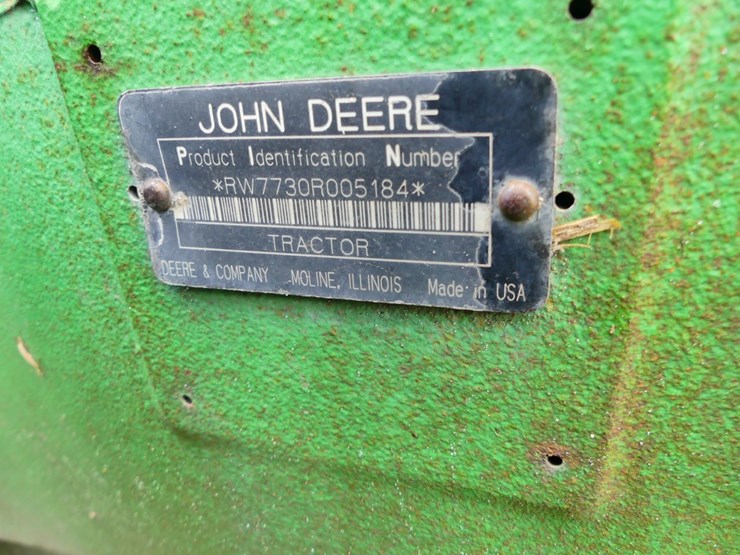 JOHN DEERE
Product Identification Number
*RW7730R005184*
TRACTOR
DEERE & COMPANY MOLINE, ILLINOIS Made in USA